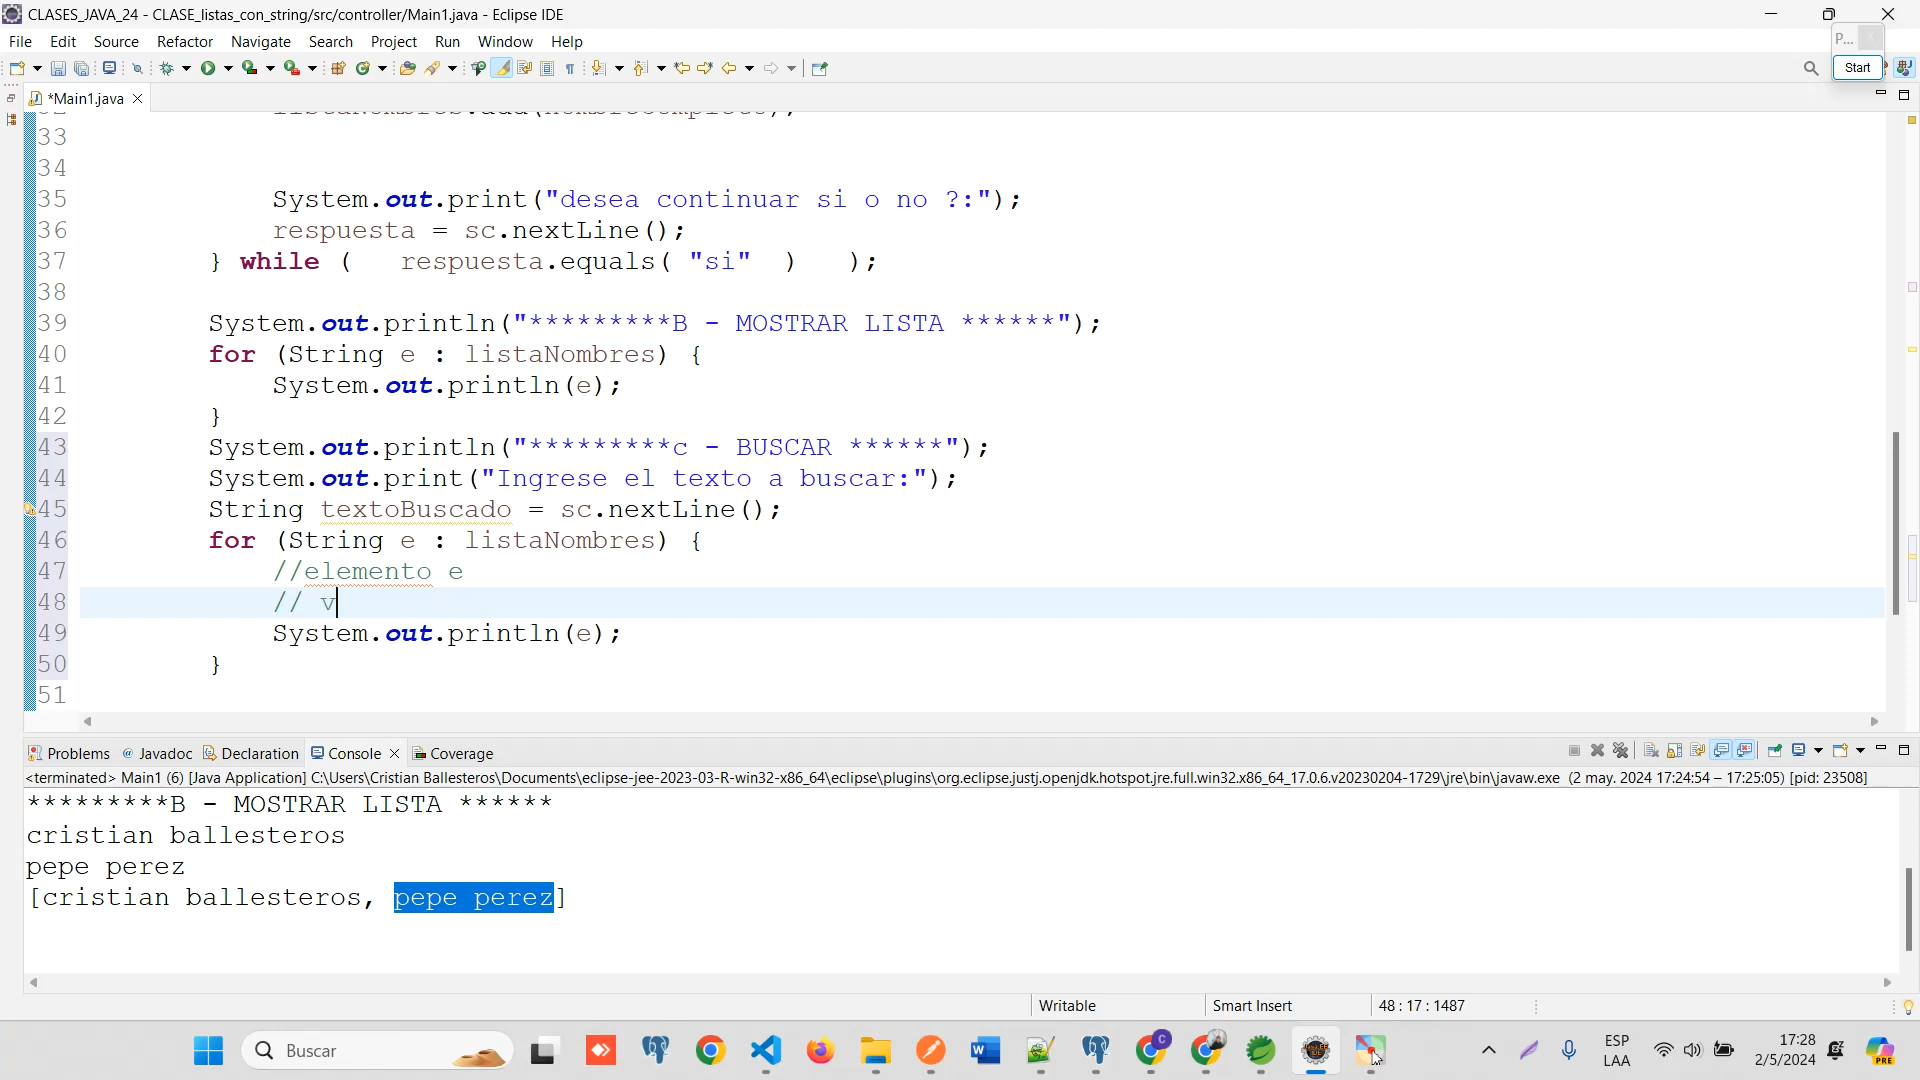 CLASES_JAVA_24 - CLASE_listas_con_string/src/controller/Main1.java - Eclipse IDE
File Edit Source Refactor Navigate Search Project Run Window Help
P...
Start
*Main1.java
33
34
35 System.out.print("desea continuar si o no ?:");
36 respuesta = sc.nextLine();
37 } while (   respuesta.equals( "si"  )   );
38
39 System.out.println("*********B - MOSTRAR LISTA ******");
40 for (String e : listaNombres) {
41 System.out.println(e);
42 }
43 System.out.println("*********c - BUSCAR ******");
44 System.out.print("Ingrese el texto a buscar:");
45 String textoBuscado = sc.nextLine();
46 for (String e : listaNombres) {
47 //elemento e
48 // v
49 System.out.println(e);
50 }
51
Problems @ Javadoc Declaration Console Coverage
<terminated> Main1 (6) [Java Application] C:\Users\Cristian Ballesteros\Documents\eclipse-jee-2023-03-R-win32-x86_64\eclipse\plugins\org.eclipse.justj.openjdk.hotspot.jre.full.win32.x86_64_17.0.6.v20230204-1729\jre\bin\javaw.exe (2 may. 2024 17:24:54 – 17:25:05) [pid: 23508]
*********B - MOSTRAR LISTA ******
cristian ballesteros
pepe perez
[cristian ballesteros, pepe perez]
Writable Smart Insert 48 : 17 : 1487
Buscar
ESP
LAA
17:28
2/5/2024
PRE